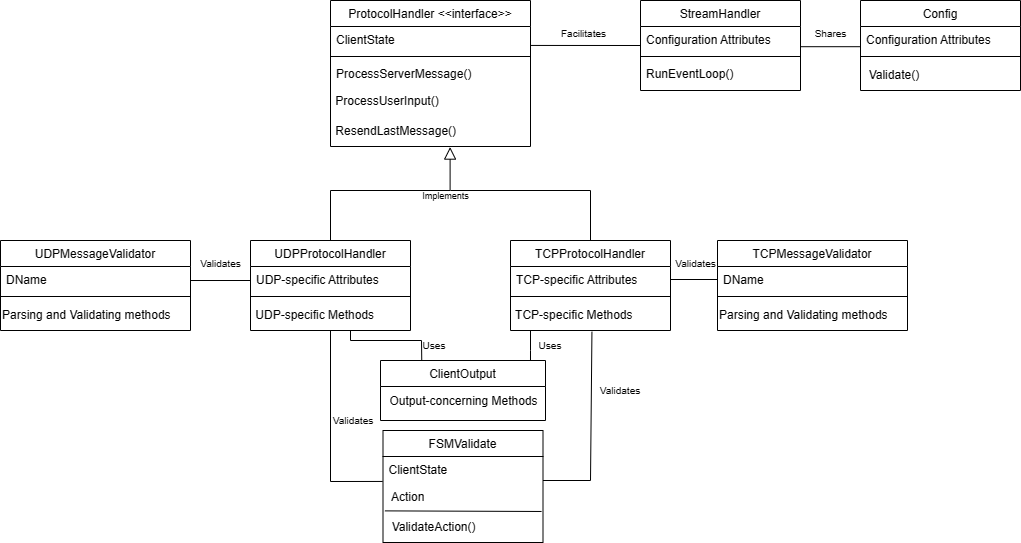 ProtocolHandler <<interface>>
ClientState
ProcessServerMessage()
ProcessUserInput()
ResendLastMessage()
Facilitates
StreamHandler
Configuration Attributes
RunEventLoop()
Shares
Config
Configuration Attributes
Validate()
Implements
UDPMessageValidator
DName
Parsing and Validating methods
Validates
UDPProtocolHandler
UDP-specific Attributes
UDP-specific Methods
TCPProtocolHandler
TCP-specific Attributes
TCP-specific Methods
Validates
TCPMessageValidator
DName
Parsing and Validating methods
Uses
Uses
ClientOutput
Output-concerning Methods
Validates
Validates
FSMValidate
ClientState
Action
ValidateAction()